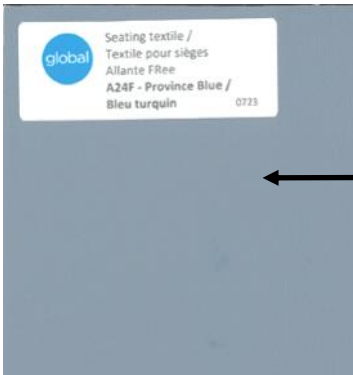 global
Seating textile /
Textile pour sièges
Allante FRee
A24F - Province Blue /
Bleu turquin 0723